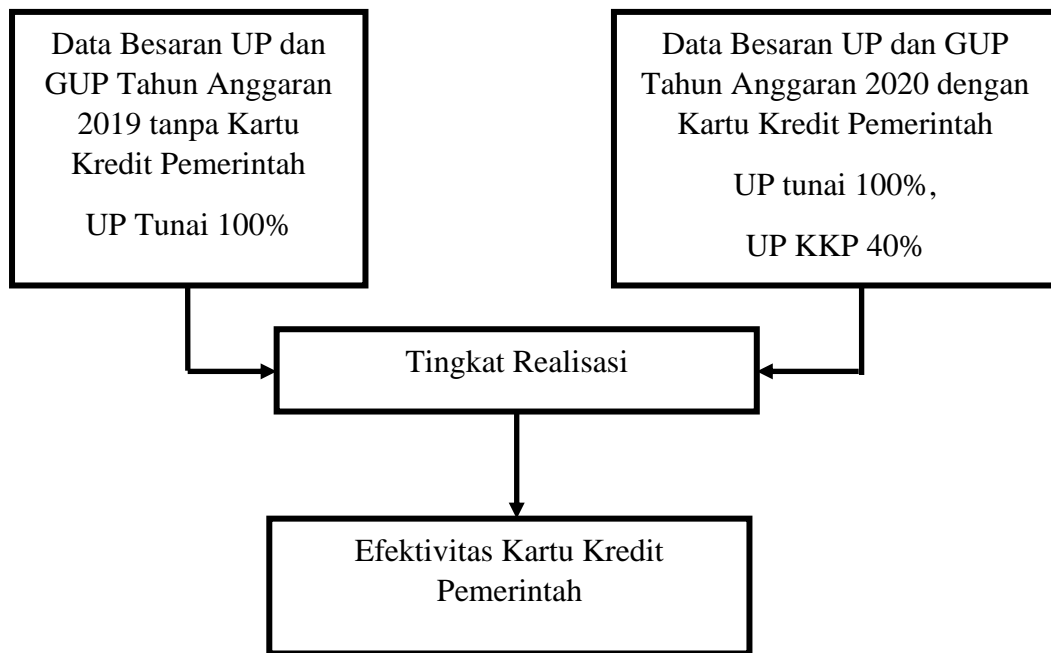 Data Besaran UP dan
GUP Tahun Anggaran
2019 tanpa Kartu
Kredit Pemerintah
UP Tunai 100%
Data Besaran UP dan GUP
Tahun Anggaran 2020 dengan
Kartu Kredit Pemerintah
UP tunai 100%,
UP KKP 40%
Tingkat Realisasi
Efektivitas Kartu Kredit
Pemerintah